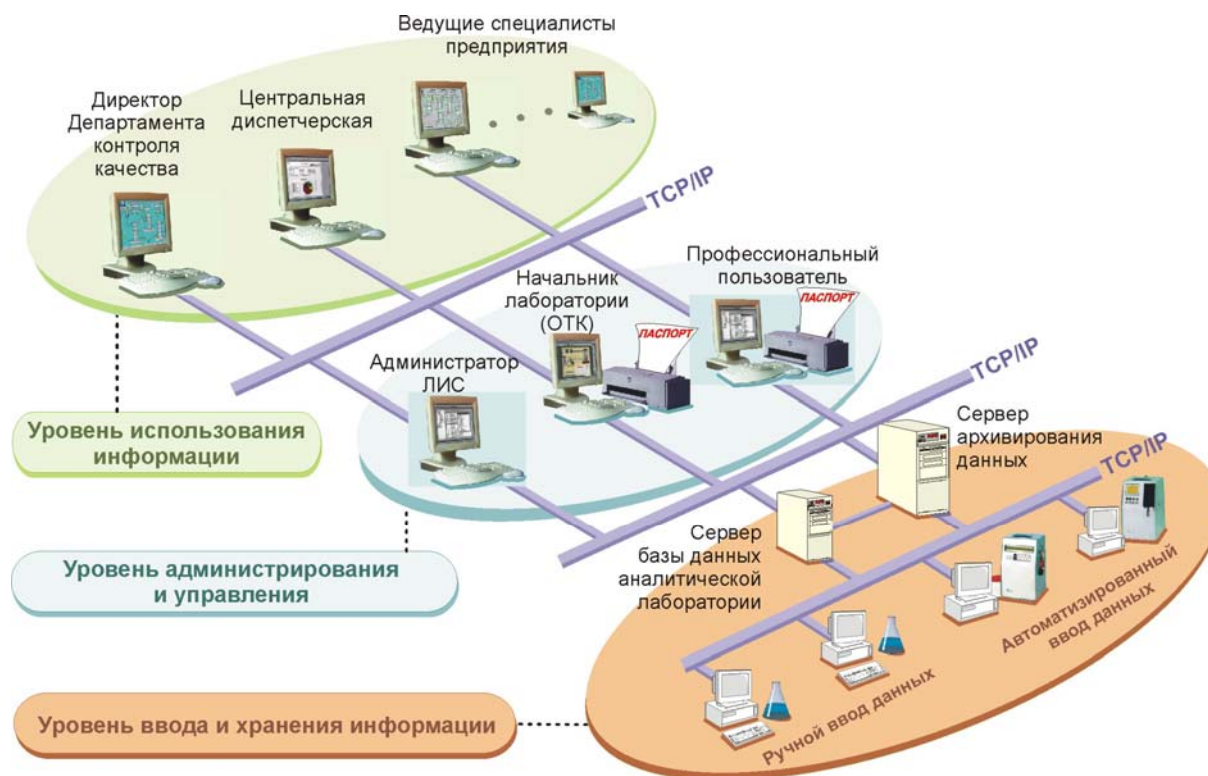 Ведущие специалисты
предприятия
Директор
Департамента
контроля
качества
Центральная
диспетчерская
TCP/IP
Профессиональный
пользователь
Начальник
лаборатории
(ОТК)
ПАСПОРТ
ПАСПОРТ
Администратор
ЛИС
TCP/IP
Уровень использования
информации
Сервер
архивирования
данных
TCP/IP
Сервер
базы данных
аналитической
лаборатории
Уровень администрирования
и управления
Автоматизированный
ввод данных
Ручной ввод данных
Уровень ввода и хранения информации